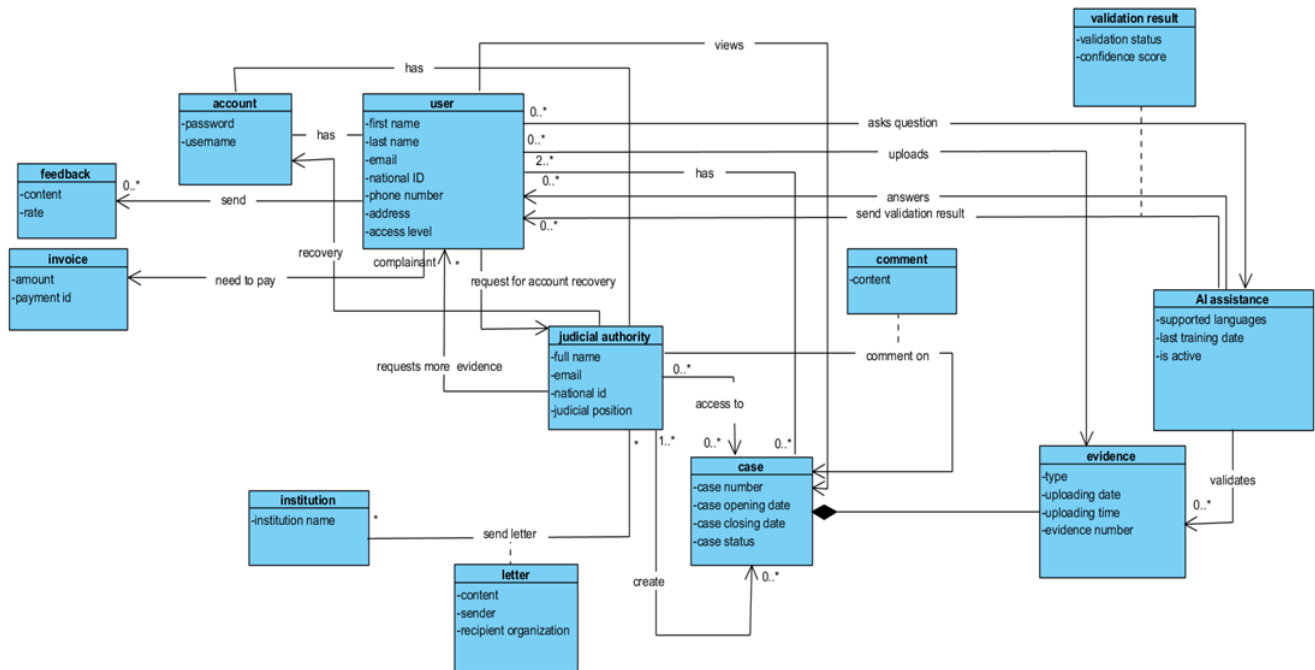 validation result
-validation status
-confidence score
views
has
account
-password
-username
has
user
-first name
-last name
-email
-national ID
-phone number
-address
-access level
0..*
asks question
0..*
uploads
2..*
has
0..*
answers
send validation result
0..*
feedback
-content
-rate
0..*
send
recovery
complainant
*
request for account recovery
invoice
-amount
-payment id
need to pay
comment
-content
AI assistance
-supported languages
-last training date
-is active
judicial authority
-full name
-email
-national id
-judicial position
requests more evidence
comment on
0..*
access to
0..*
0..*
*
1..*
case
-case number
-case opening date
-case closing date
-case status
evidence
-type
-uploading date
-uploading time
-evidence number
validates
0..*
institution
-institution name
*
send letter
letter
-content
-sender
-recipient organization
create
0..*